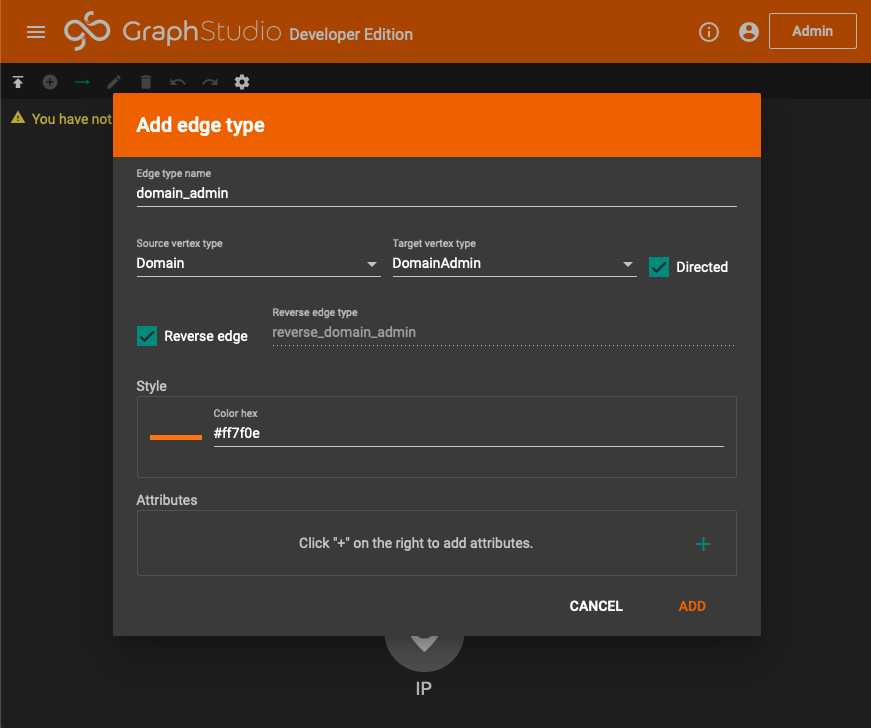 GraphStudio Developer Edition
Admin
You have not
Add edge type
Edge type name
domain_admin
Source vertex type
Domain
Target vertex type
DomainAdmin
Directed
Reverse edge
Reverse edge type
reverse_domain_admin
Style
Color hex
#ff7f0e
Attributes
Click "+" on the right to add attributes.
CANCEL
ADD
IP